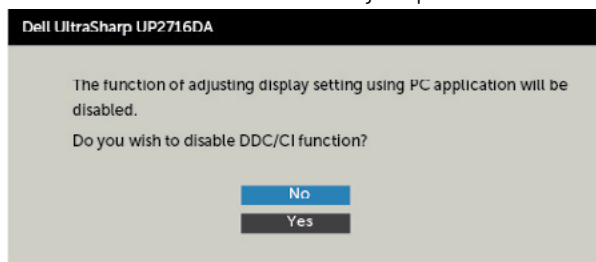 Dell UltraSharp UP2716DA
The function of adjusting display setting using PC application will be
disabled.
Do you wish to disable DDC/CI function?
No
Yes